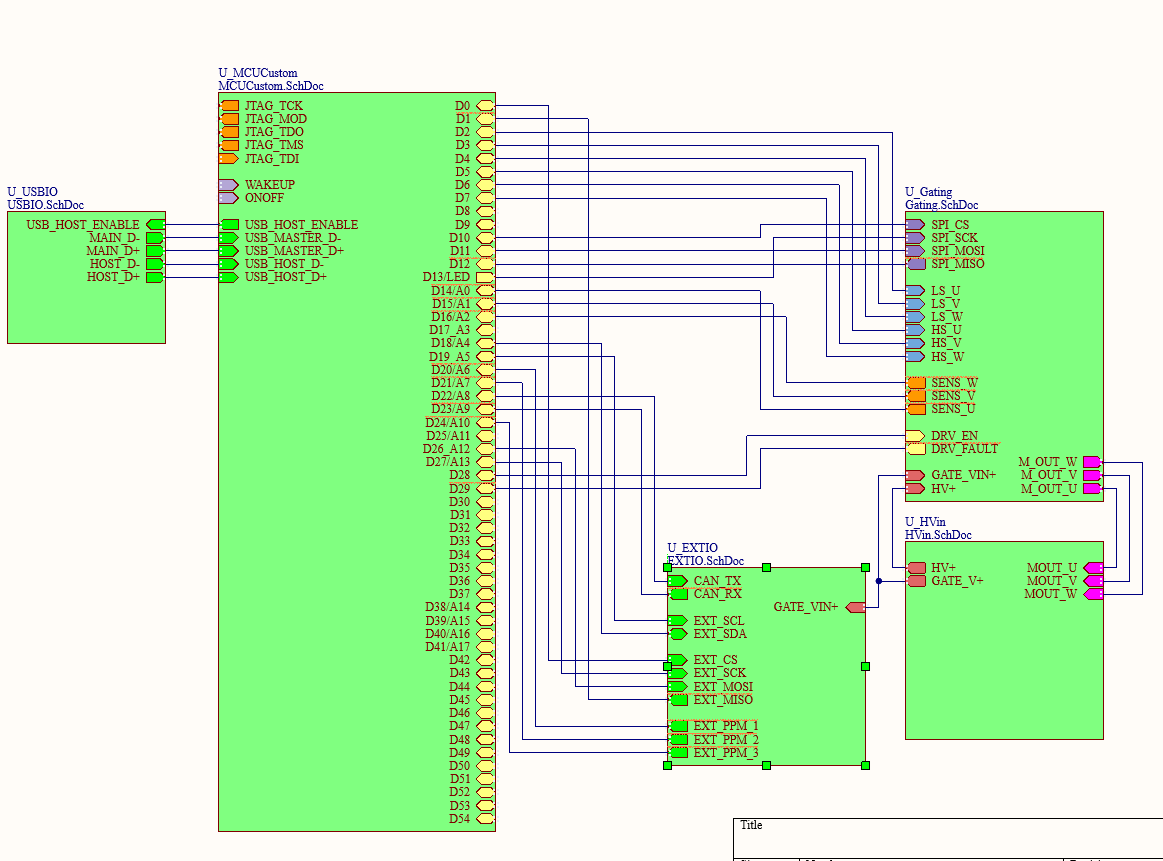 U_MCUCustom
MCUCustom.SchDoc
JTAG_TCK
JTAG_MOD
JTAG_TDO
JTAG_TMS
JTAG_TDI
WAKEUP
ONOFF
USB_HOST_ENABLE
USB_MASTER_D-
USB_MASTER_D+
USB_HOST_D-
USB_HOST_D+
D0
D1
D2
D3
D4
D5
D6
D7
D8
D9
D10
D11
D12
D13/LED
D14/A0
D15/A1
D16/A2
D17_A3
D18/A4
D19_A5
D20/A6
D21/A7
D22/A8
D23/A9
D24/A10
D25/A11
D26_A12
D27/A13
D28
D29
D30
D31
D32
D33
D34
D35
D36
D37
D38/A14
D39/A15
D40/A16
D41/A17
D42
D43
D44
D45
D46
D47
D48
D49
D50
D51
D52
D53
D54
U_USBIO
USBIO.SchDoc
USB_HOST_ENABLE
MAIN_D-
MAIN_D+
HOST_D-
HOST_D+
U_Gating
Gating.SchDoc
SPI_CS
SPI_SCK
SPI_MOSI
SPI_MISO
LS_U
LS_V
LS_W
HS_U
HS_V
HS_W
SENS_W
SENS_V
SENS_U
DRV_EN
DRV_FAULT
GATE_VIN+
HV+
M_OUT_W
M_OUT_V
M_OUT_U
U_HVin
HVin.SchDoc
HV+
GATE_V+
MOUT_U
MOUT_V
MOUT_W
U_EXTIO
EXTIO.SchDoc
CAN_TX
CAN_RX
GATE_VIN+
EXT_SCL
EXT_SDA
EXT_CS
EXT_SCK
EXT_MOSI
EXT_MISO
EXT_PPM_1
EXT_PPM_2
EXT_PPM_3
Title